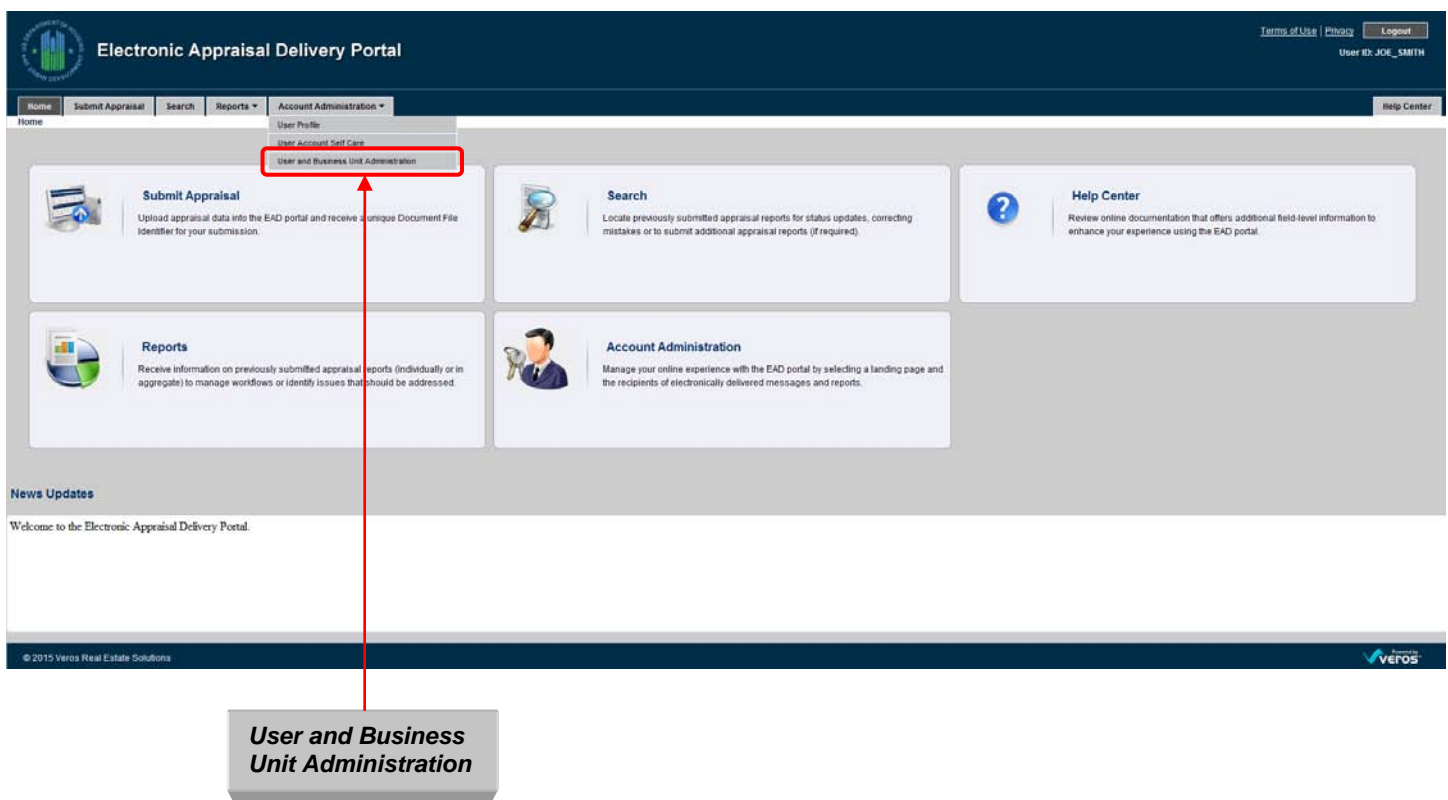 Terms of Use | Privacy Logout
Electronic Appraisal Delivery Portal
User ID: JOE_SMITH
Home Submit Appraisal Search Reports Account Administration Help Center
Home
User Profile
User Account Self Care
User and Business Unit Administration
Submit Appraisal
Upload appraisal data into the EAD portal and receive a unique Document File
Identifier for your submission.
Search
Locate previously submitted appraisal reports for status updates, correcting
mistakes or to submit additional appraisal reports (if required).
Help Center
Review online documentation that offers additional field-level information to
enhance your experience using the EAD portal.
Reports
Receive information on previously submitted appraisal reports (individually or in
aggregate) to manage workflows or identify issues that should be addressed.
Account Administration
Manage your online experience with the EAD portal by selecting a landing page and
the recipients of electronically delivered messages and reports.
News Updates
Welcome to the Electronic Appraisal Delivery Portal.
© 2015 Veros Real Estate Solutions
Powered by
veros
User and Business
Unit Administration